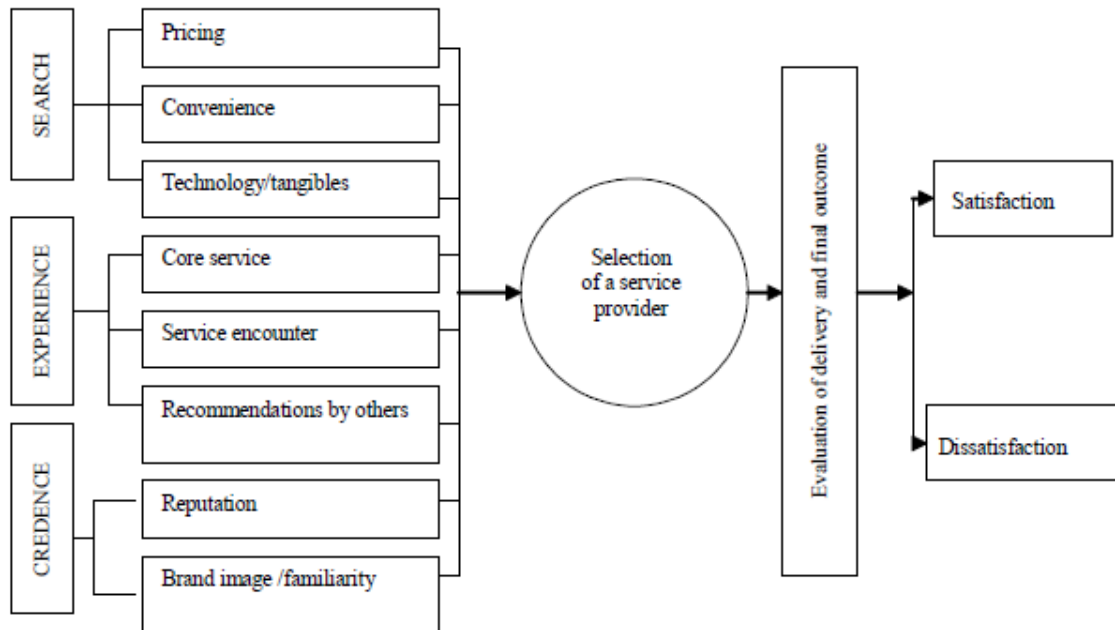 SEARCH
Pricing
Convenience
Technology/tangibles
EXPERIENCE
Core service
Service encounter
Recommendations by others
CREDENCE
Reputation
Brand image /familiarity
Selection
of a service
provider
Evaluation of delivery and final outcome
Satisfaction
Dissatisfaction